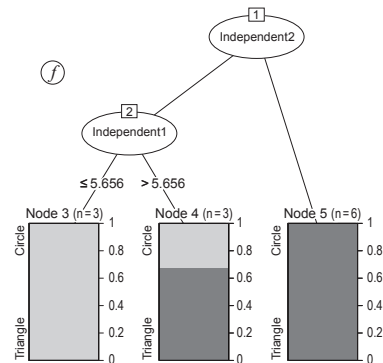 1
Independent2
f
2
Independent1
≤ 5.656
> 5.656
Node 3 (n=3)
Node 4 (n=3)
Node 5 (n=6)
Circle
Triangle
1
0.8
0.6
0.4
0.2
0
Circle
Triangle
1
0.8
0.6
0.4
0.2
0
Circle
Triangle
1
0.8
0.6
0.4
0.2
0